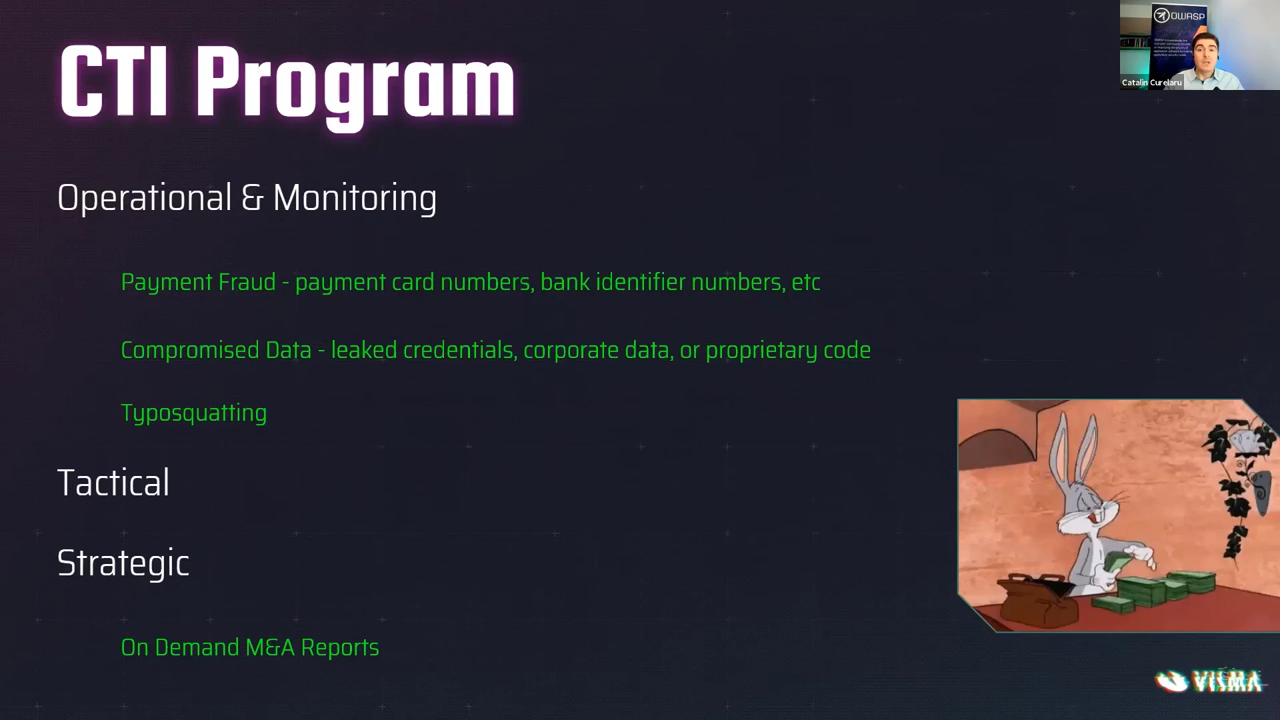 OWASP
Catalin Curelaru
CTI Program
Operational & Monitoring
Payment Fraud - payment card numbers, bank identifier numbers, etc
Compromised Data - leaked credentials, corporate data, or proprietary code
Typosquatting
Tactical
Strategic
On Demand M&A Reports
VISMA